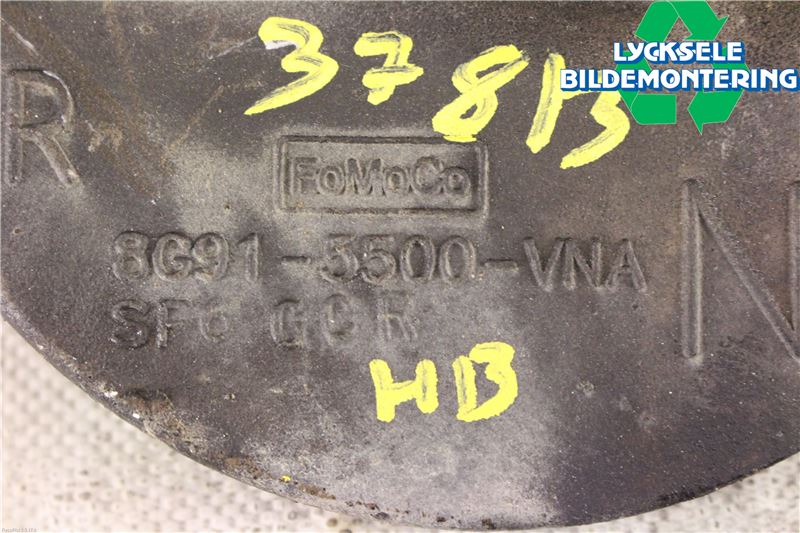 LYCKSELE
BILDEMONTERING
37813
R
FoMoCo
N
8G91-5500-VNA
HB